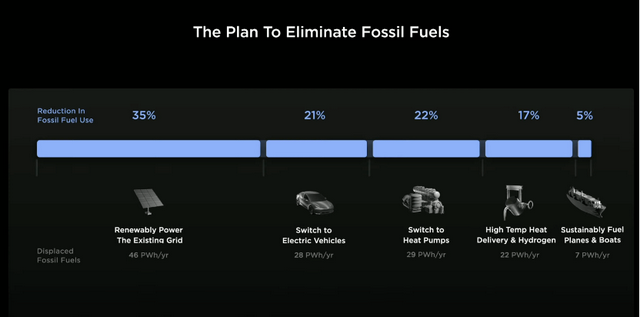 The Plan To Eliminate Fossil Fuels
Reduction In
Fossil Fuel Use
35%
21%
22%
17%
5%
Renewably Power
The Existing Grid
Switch to
Electric Vehicles
Switch to
Heat Pumps
High Temp Heat
Delivery & Hydrogen
Sustainably Fuel
Planes & Boats
Displaced
Fossil Fuels
46 PWh/yr
28 PWh/yr
29 PWh/yr
22 PWh/yr
7 PWh/yr